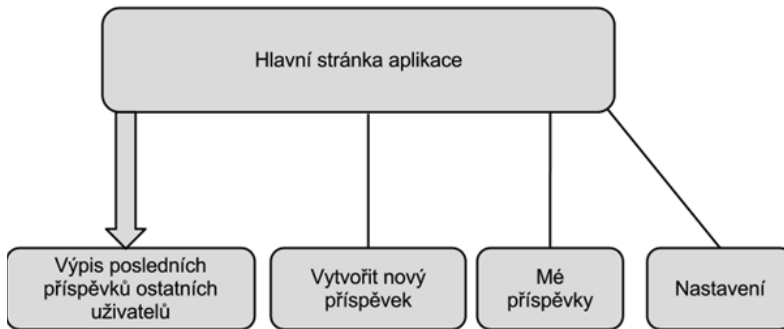 Hlavní stránka aplikace
Výpis posledních
příspěvků ostatních
uživatelů
Vytvořit nový
příspěvek
Mé
příspěvky
Nastavení